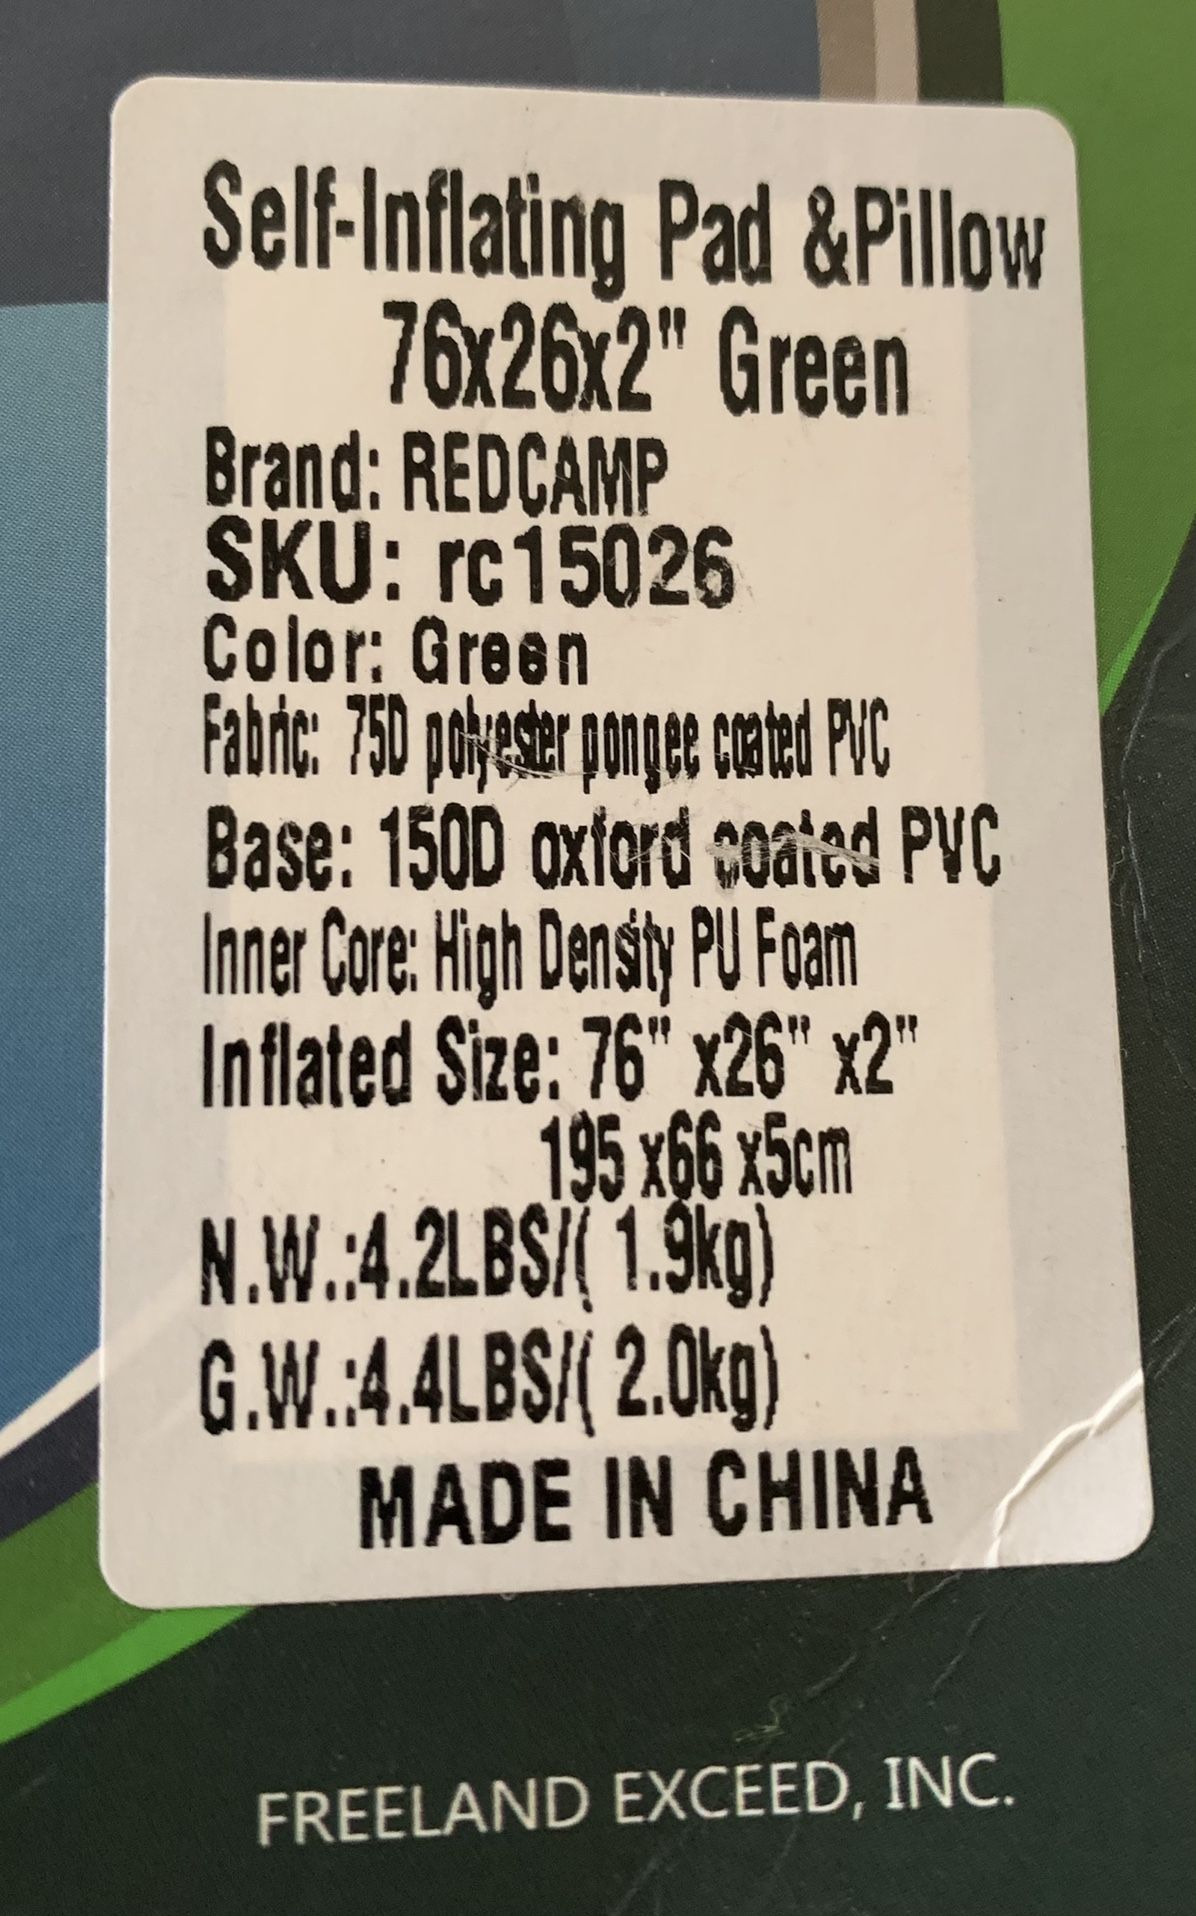 Self-Inflating Pad &Pillow
76x26x2" Green
Brand: REDCAMP
SKU: rc15026
Color: Green
Fabric: 75D polyester pongee coated PVC
Base: 150D oxford coated PVC
Inner Core: High Density PU Foam
Inflated Size: 76" x26" x2"
195 x66 x5cm
N.W.:4.2LBS/( 1.9kg)
G.W.:4.4LBS/( 2.0kg)
MADE IN CHINA
FREELAND EXCEED, INC.